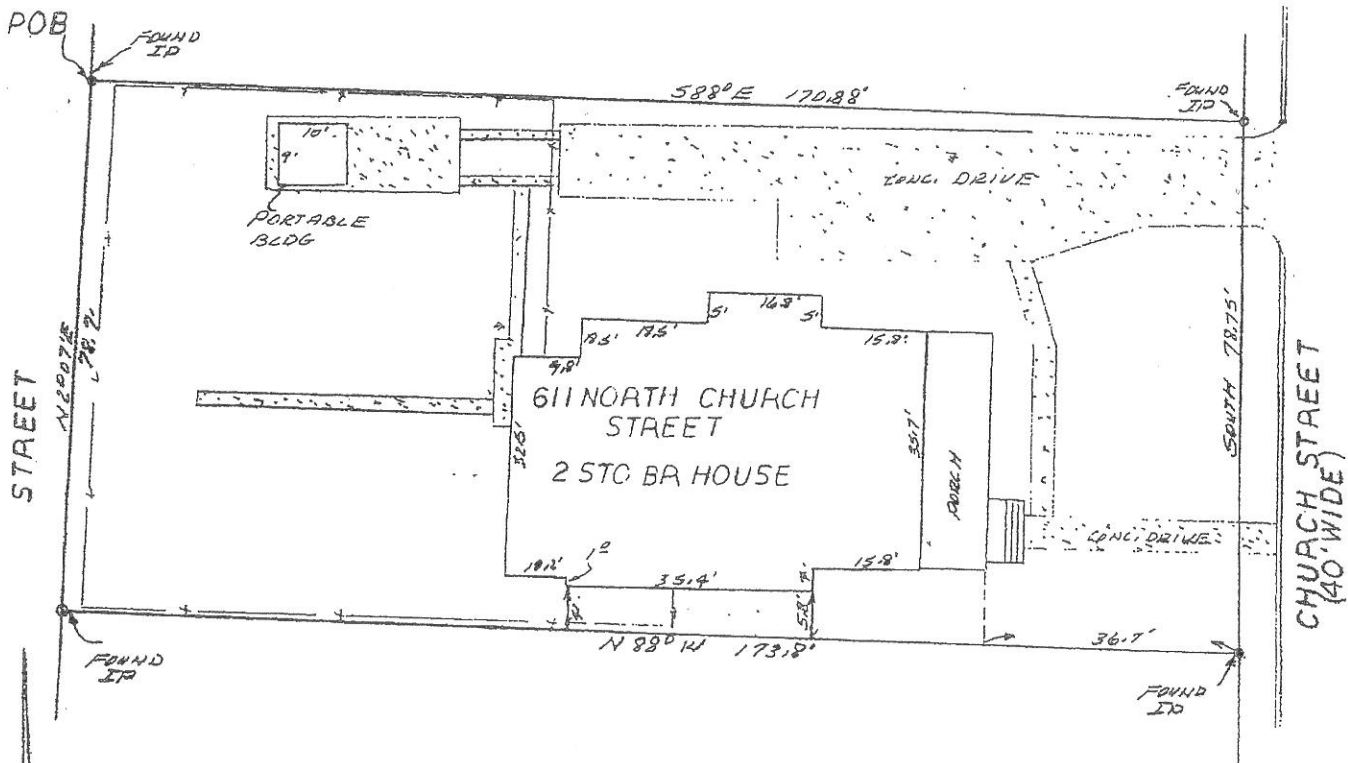 POB
FOUND
IP
S88°E 170.88'
FOUND
IP
10'
9'
CONC. DRIVE
PORTABLE
BLDG
N2°07'E
78.9'
STREET
16.8'
5'
5'
18.5'
15.8'
9.8'
611 NORTH CHURCH
STREET
2 STO BR HOUSE
32.5'
35.7'
PORCH
SOUTH 78.75'
CHURCH STREET
(40' WIDE)
CONC. DRIVE
35.4'
15.8'
5.8'
N 88° W 173.8'
36.7'
FOUND
IP
FOUND
IP